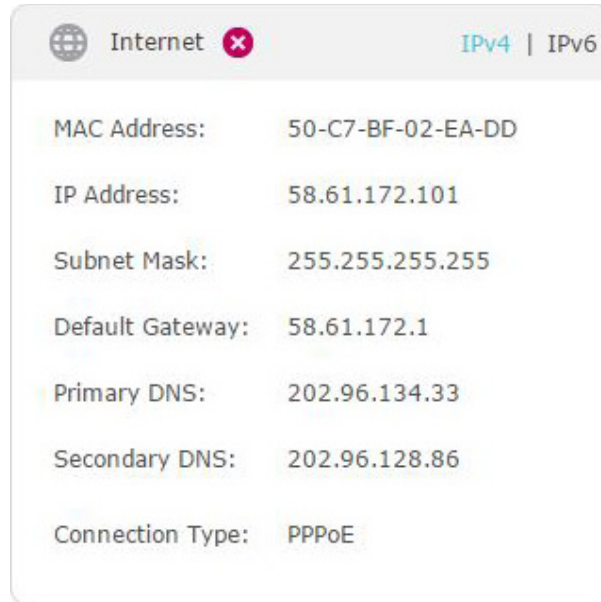 Internet IPv4 | IPv6
MAC Address: 50-C7-BF-02-EA-DD
IP Address: 58.61.172.101
Subnet Mask: 255.255.255.255
Default Gateway: 58.61.172.1
Primary DNS: 202.96.134.33
Secondary DNS: 202.96.128.86
Connection Type: PPPoE